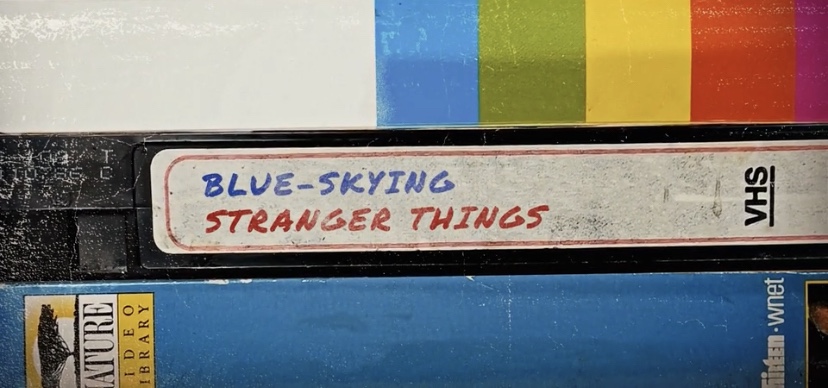 BLUE-SKYING
STRANGER THINGS
VHS
NATURE
VIDEO
LIBRARY
wnet